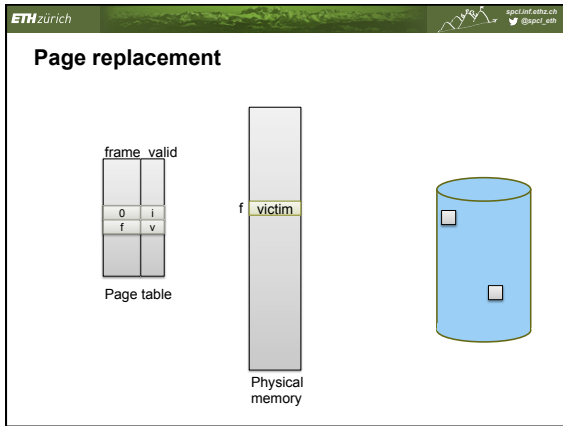 ETH zürich
spcl.inf.ethz.ch
@spcl_eth
Page replacement
frame valid
0 i
f v
Page table
f victim
Physical
memory